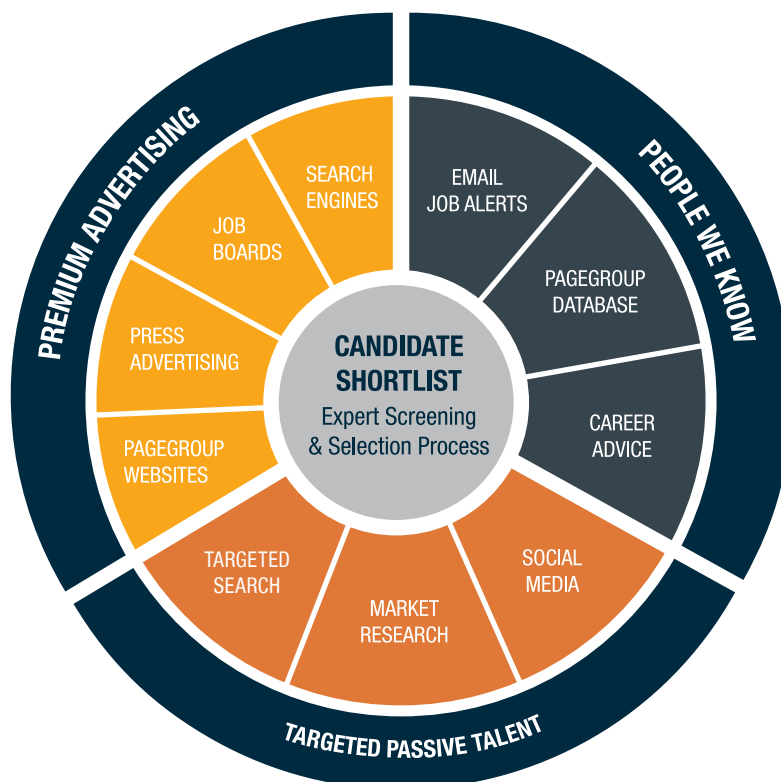 PREMIUM ADVERTISING
SEARCH
ENGINES
JOB
BOARDS
PRESS
ADVERTISING
PAGEGROUP
WEBSITES
PEOPLE WE KNOW
EMAIL
JOB ALERTS
PAGEGROUP
DATABASE
CAREER
ADVICE
CANDIDATE
SHORTLIST
Expert Screening
& Selection Process
TARGETED
SEARCH
MARKET
RESEARCH
SOCIAL
MEDIA
TARGETED PASSIVE TALENT